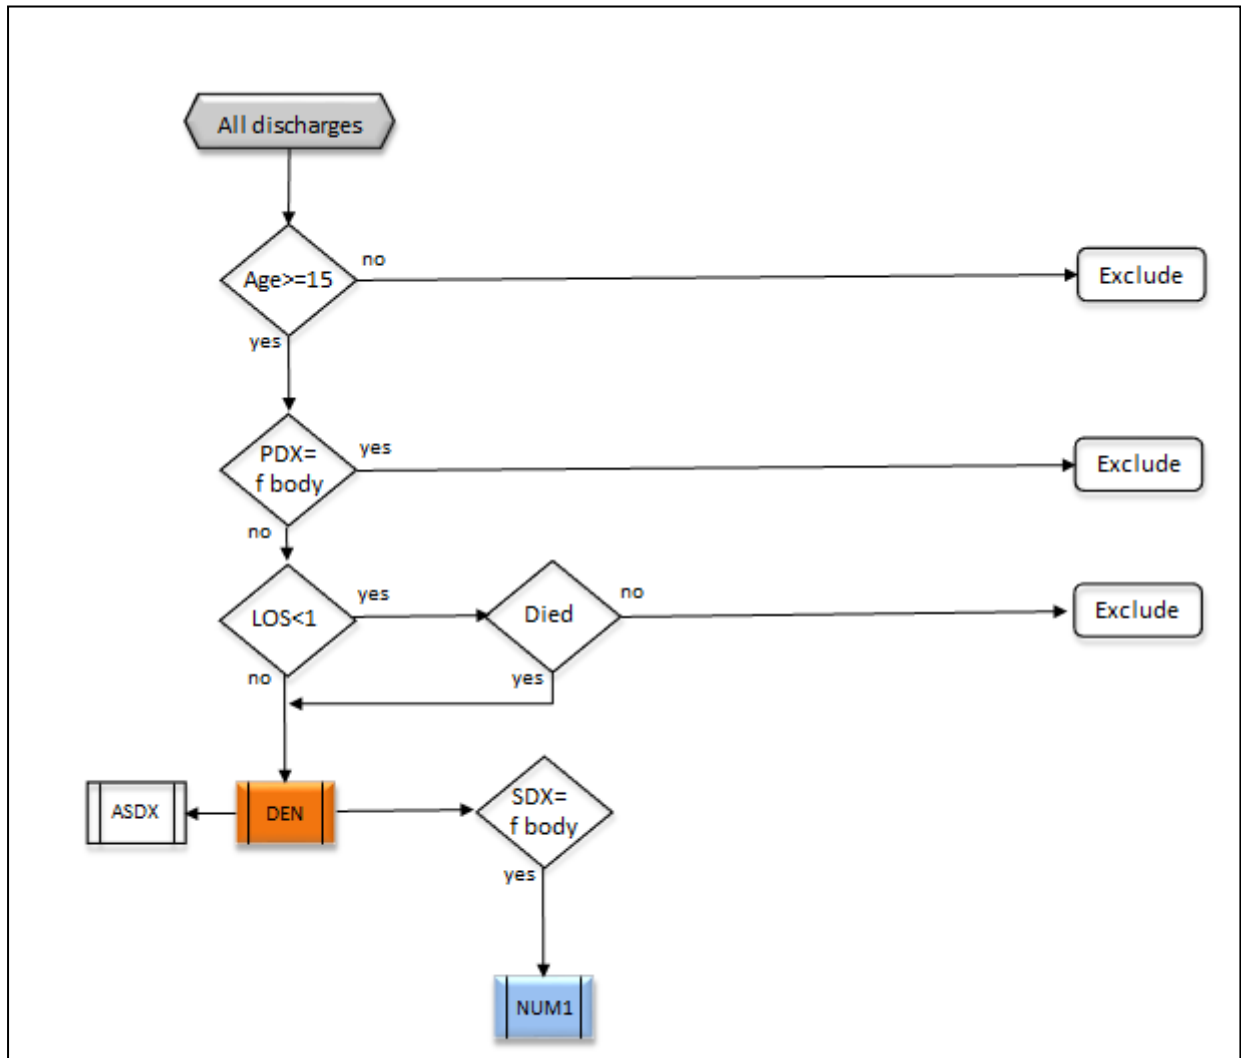 All discharges
Age>=15
no
Exclude
yes
PDX=
f body
yes
Exclude
no
LOS<1
yes
Died
no
Exclude
no
yes
ASDX
DEN
SDX=
f body
yes
NUM1